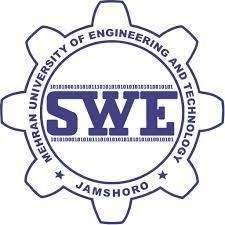 MEHRAN UNIVERSITY OF ENGINEERING AND TECHNOLOGY
SWE
JAMSHORO